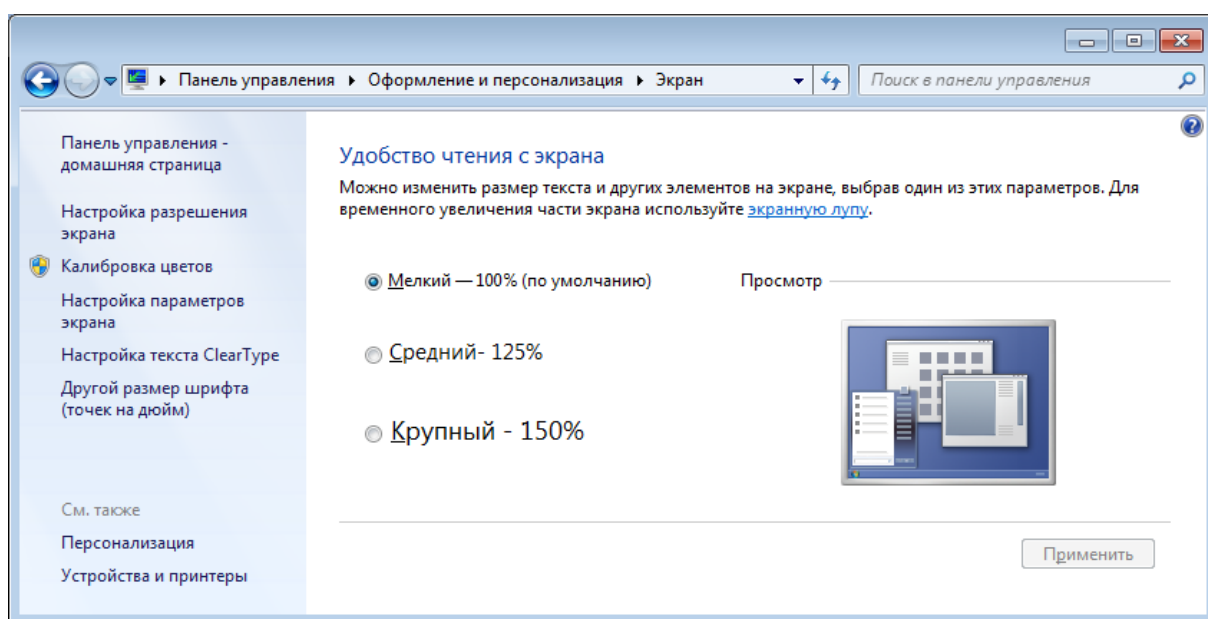 Панель управления ▸ Оформление и персонализация ▸ Экран
Поиск в панели управления
Панель управления -
домашняя страница
Настройка разрешения
экрана
Калибровка цветов
Настройка параметров
экрана
Настройка текста ClearType
Другой размер шрифта
(точек на дюйм)
См. также
Персонализация
Устройства и принтеры
Удобство чтения с экрана
Можно изменить размер текста и других элементов на экране, выбрав один из этих параметров. Для
временного увеличения части экрана используйте экранную лупу.
Мелкий — 100% (по умолчанию)
Просмотр
Средний- 125%
Крупный - 150%
Применить